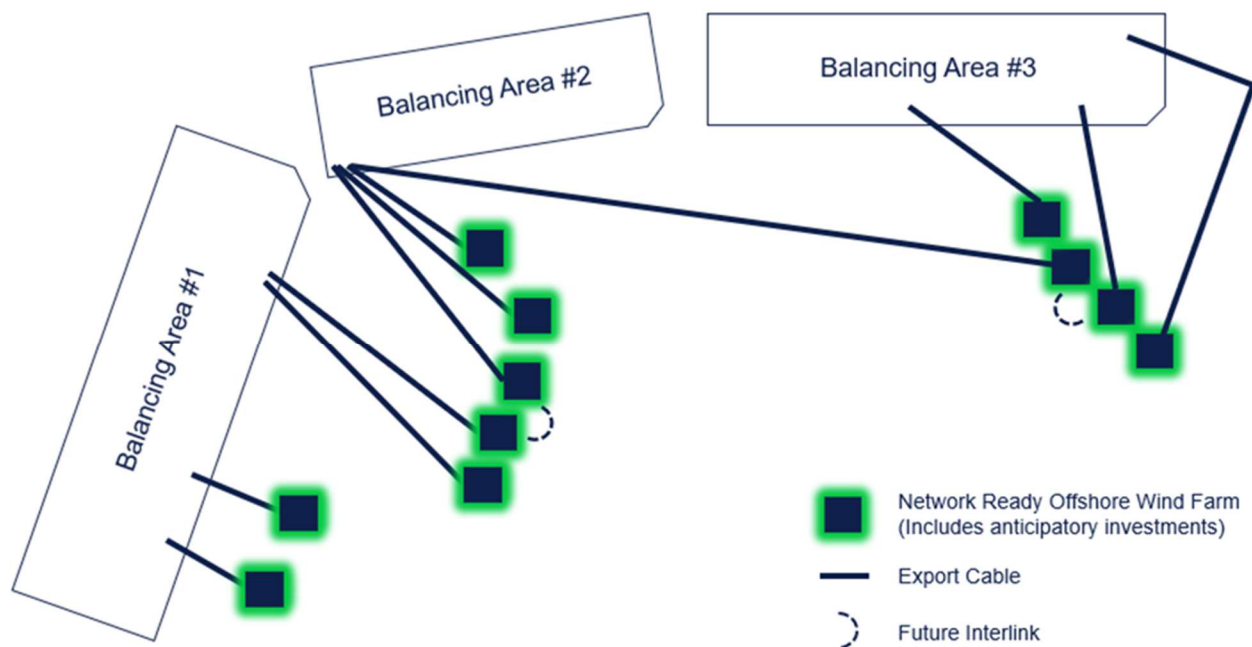 Balancing Area #1
Balancing Area #2
Balancing Area #3
Network Ready Offshore Wind Farm
(Includes anticipatory investments)
Export Cable
Future Interlink